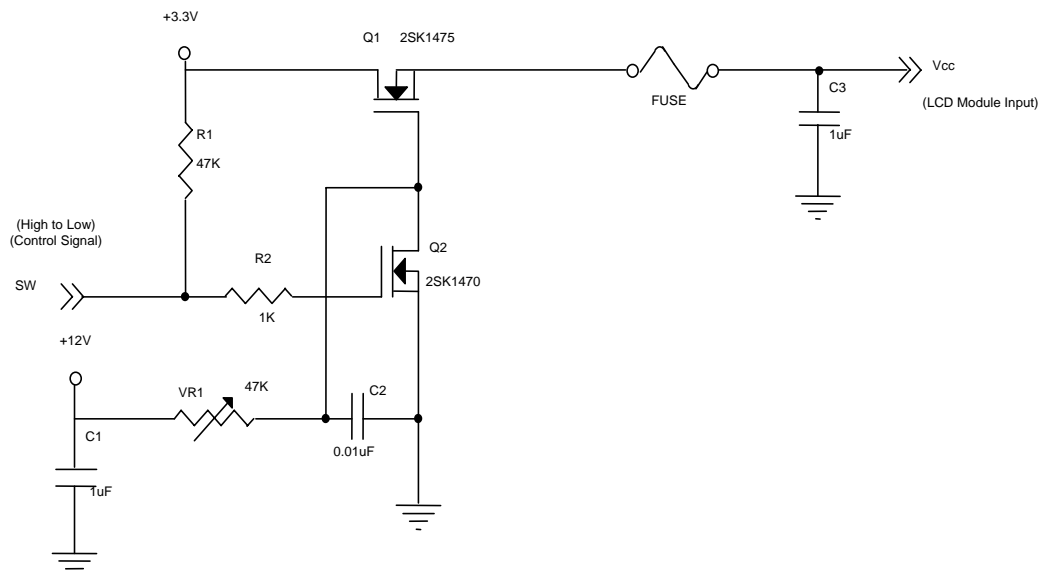 +3.3V
Q1 2SK1475
Vcc
C3
(LCD Module Input)
FUSE
R1
1uF
47K
(High to Low)
(Control Signal)
Q2
R2
2SK1470
SW
1K
+12V
VR1
47K
C2
C1
0.01uF
1uF